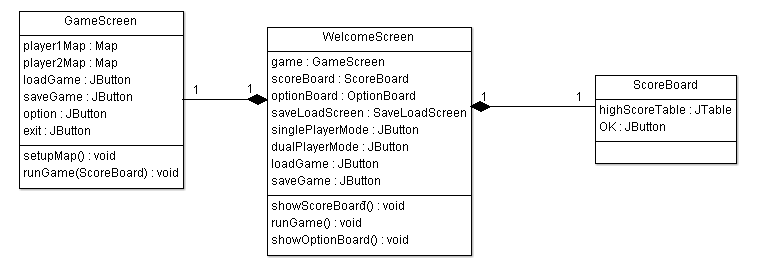 GameScreen
player1Map : Map
player2Map : Map
loadGame : JButton
saveGame : JButton
option : JButton
exit : JButton
setupMap() : void
runGame(ScoreBoard) : void
1
1
WelcomeScreen
game : GameScreen
scoreBoard : ScoreBoard
optionBoard : OptionBoard
saveLoadScreen : SaveLoadScreen
singlePlayerMode : JButton
dualPlayerMode : JButton
loadGame : JButton
saveGame : JButton
showScoreBoard() : void
runGame() : void
showOptionBoard() : void
1
1
ScoreBoard
highScoreTable : JTable
OK : JButton